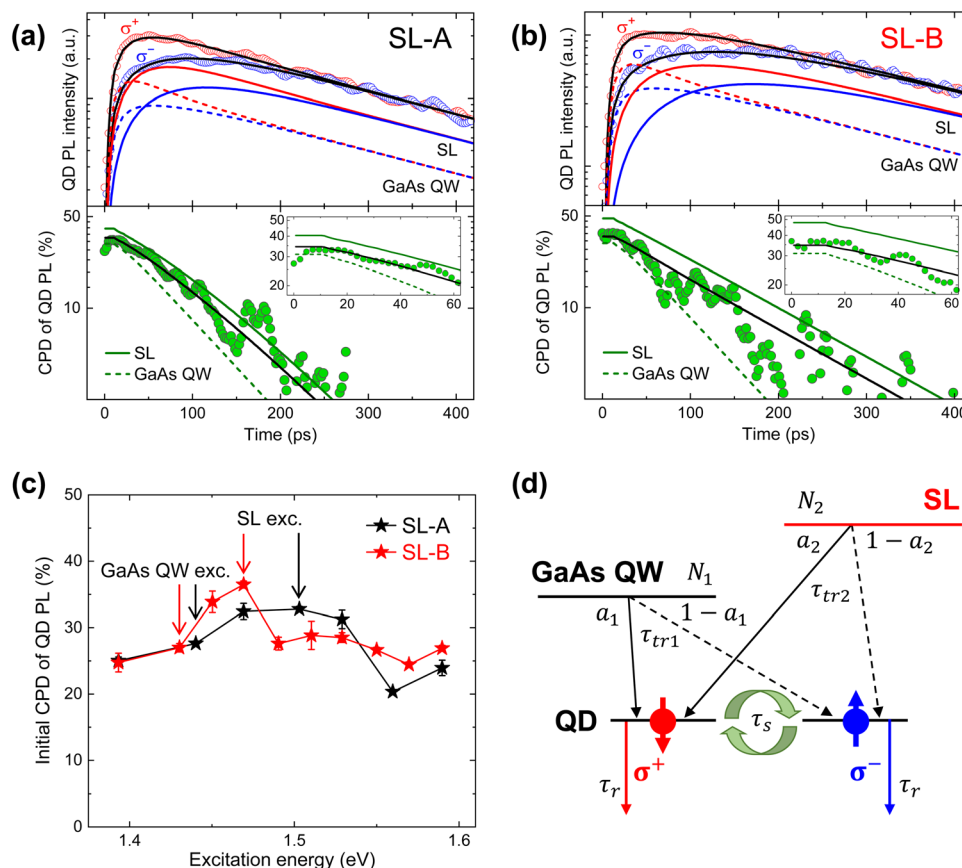 (a)
σ+
σ−
SL-A
QD PL intensity (a.u.)
SL
GaAs QW
50
10
CPD of QD PL (%)
50
40
30
20
0 20 40 60
SL
GaAs QW
0 100 200 300 400
Time (ps)
(b)
σ+
σ−
SL-B
QD PL intensity (a.u.)
SL
GaAs QW
50
10
CPD of QD PL (%)
50
40
30
20
0 20 40 60
SL
GaAs QW
0 100 200 300 400
Time (ps)
(c)
Initial CPD of QD PL (%)
50
40
30
20
10
0
SL exc.
GaAs QW exc.
SL-A
SL-B
1.4 1.5 1.6
Excitation energy (eV)
(d)
N₂ SL
a₂ 1 − a₂
GaAs QW N₁
a₁ τtr1 1 − a₁
τtr2
QD τs
σ+ σ−
τr τr